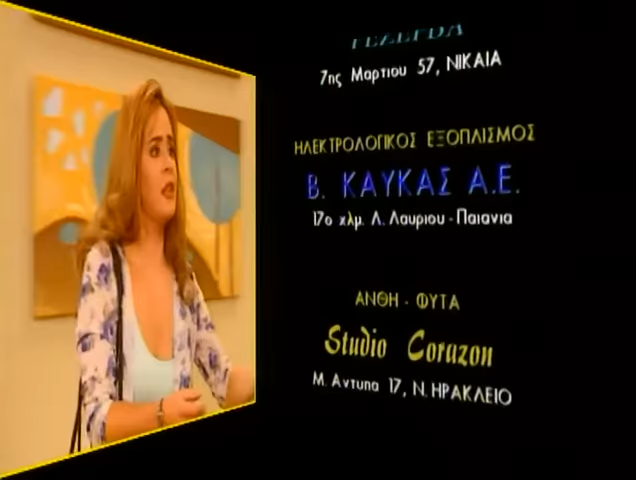 7ης Μαρτιου 57, ΝΙΚΑΙΑ
ΗΛΕΚΤΡΟΛΟΓΙΚΟΣ ΕΞΟΠΛΙΣΜΟΣ
Β. ΚΑΥΚΑΣ Α.Ε.
17ο χλμ. Λ. Λαυριου - Παιανια
ΑΝΘΗ - ΦΥΤΑ
Studio Corazon
Μ. Αντυπα 17, Ν. ΗΡΑΚΛΕΙΟ